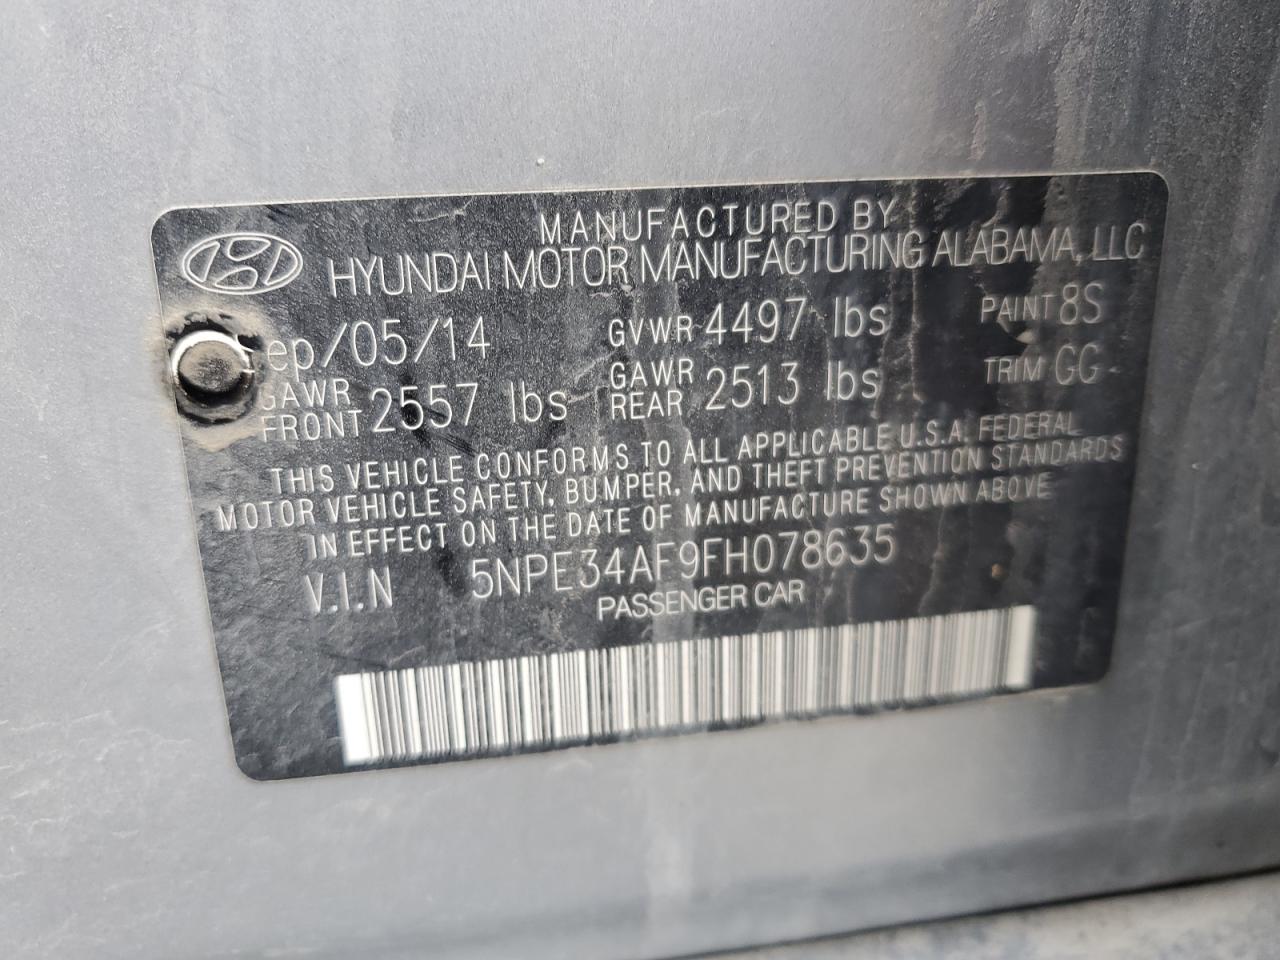 MANUFACTURED BY
HYUNDAI MOTOR MANUFACTURING ALABAMA, LLC
ep/05/14 GVWR 4497 lbs PAINT 8S
GAWR FRONT 2557 lbs GAWR REAR 2513 lbs TRIM GG
THIS VEHICLE CONFORMS TO ALL APPLICABLE U.S.A. FEDERAL
MOTOR VEHICLE SAFETY, BUMPER, AND THEFT PREVENTION STANDARDS
IN EFFECT ON THE DATE OF MANUFACTURE SHOWN ABOVE
V.I.N 5NPE34AF9FH078635
PASSENGER CAR